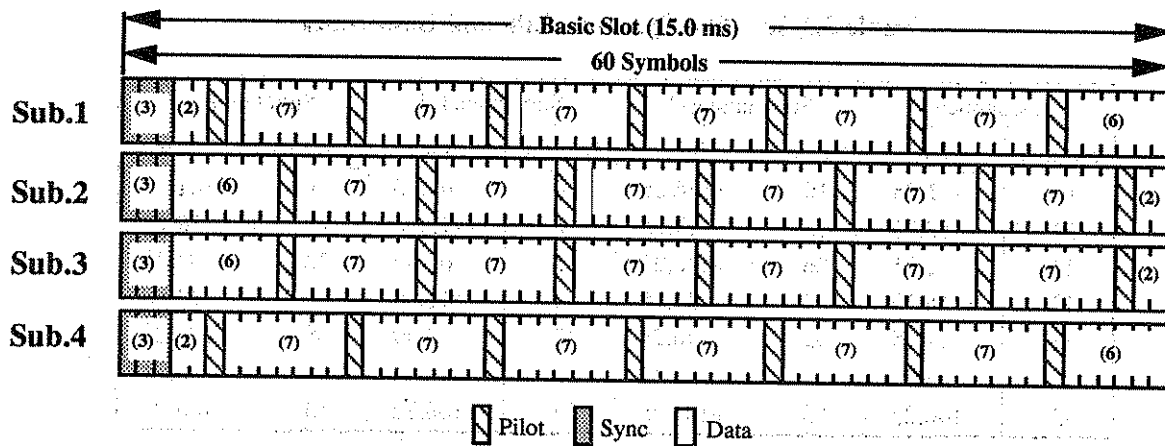 Basic Slot (15.0 ms)
60 Symbols
Sub.1 (3) (2) (7) (7) (7) (7) (7) (7) (6)
Sub.2 (3) (6) (7) (7) (7) (7) (7) (7) (2)
Sub.3 (3) (6) (7) (7) (7) (7) (7) (7) (2)
Sub.4 (3) (2) (7) (7) (7) (7) (7) (7) (6)
Pilot Sync Data